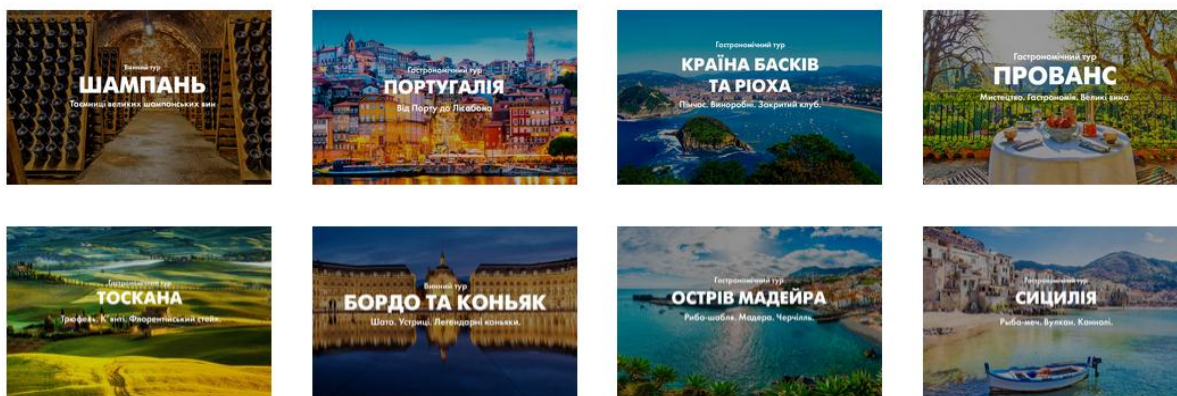 Винний тур
ШАМПАНЬ
Таємниці великих шампанських вин
Гастрономічний тур
ПОРТУГАЛІЯ
Від Порту до Лісабона
Гастрономічний тур
КРАЇНА БАСКІВ
ТА РІОХА
Пінчос. Виноробні. Закритий клуб.
Гастрономічний тур
ПРОВАНС
Мистецтво. Гастрономія. Великі вина.
Гастрономічний тур
ТОСКАНА
Трюфель. К'янті. Флорентійський стейк.
Винний тур
БОРДО ТА КОНЬЯК
Шато. Устриці. Легендарні коньяки.
Гастрономічний тур
ОСТРІВ МАДЕЙРА
Риба-шабля. Мадера. Черчілль.
Гастрономічний тур
СИЦИЛІЯ
Риба-меч. Вулкан. Каннолі.